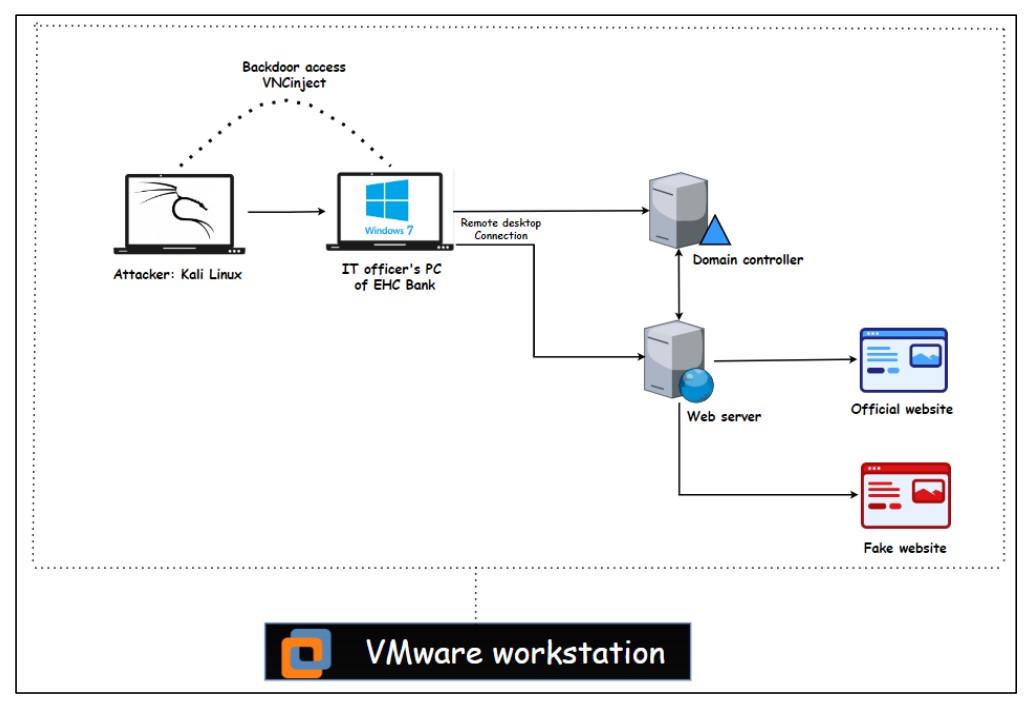 Backdoor access
VNCinject
Windows 7
Remote desktop
Connection
Attacker: Kali Linux
IT officer's PC
of EHC Bank
Domain controller
Web server
Official website
Fake website
VMware workstation